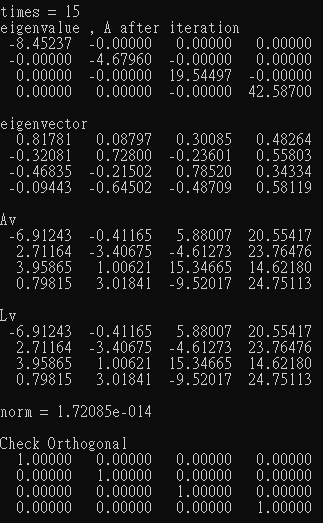 times = 15
eigenvalue , A after iteration
-8.45237 -0.00000 0.00000 0.00000
-0.00000 -4.67960 -0.00000 0.00000
0.00000 -0.00000 19.54497 -0.00000
0.00000 0.00000 -0.00000 42.58700
eigenvector
0.81781 0.08797 0.30085 0.48264
-0.32081 0.72800 -0.23601 0.55803
-0.46835 -0.21502 0.78520 0.34334
-0.09443 -0.64502 -0.48709 0.58119
Av
-6.91243 -0.41165 5.88007 20.55417
2.71164 -3.40675 -4.61273 23.76476
3.95865 1.00621 15.34665 14.62180
0.79815 3.01841 -9.52017 24.75113
Lv
-6.91243 -0.41165 5.88007 20.55417
2.71164 -3.40675 -4.61273 23.76476
3.95865 1.00621 15.34665 14.62180
0.79815 3.01841 -9.52017 24.75113
norm = 1.72085e-014
Check Orthogonal
1.00000 0.00000 0.00000 0.00000
0.00000 1.00000 0.00000 0.00000
0.00000 0.00000 1.00000 0.00000
0.00000 0.00000 0.00000 1.00000